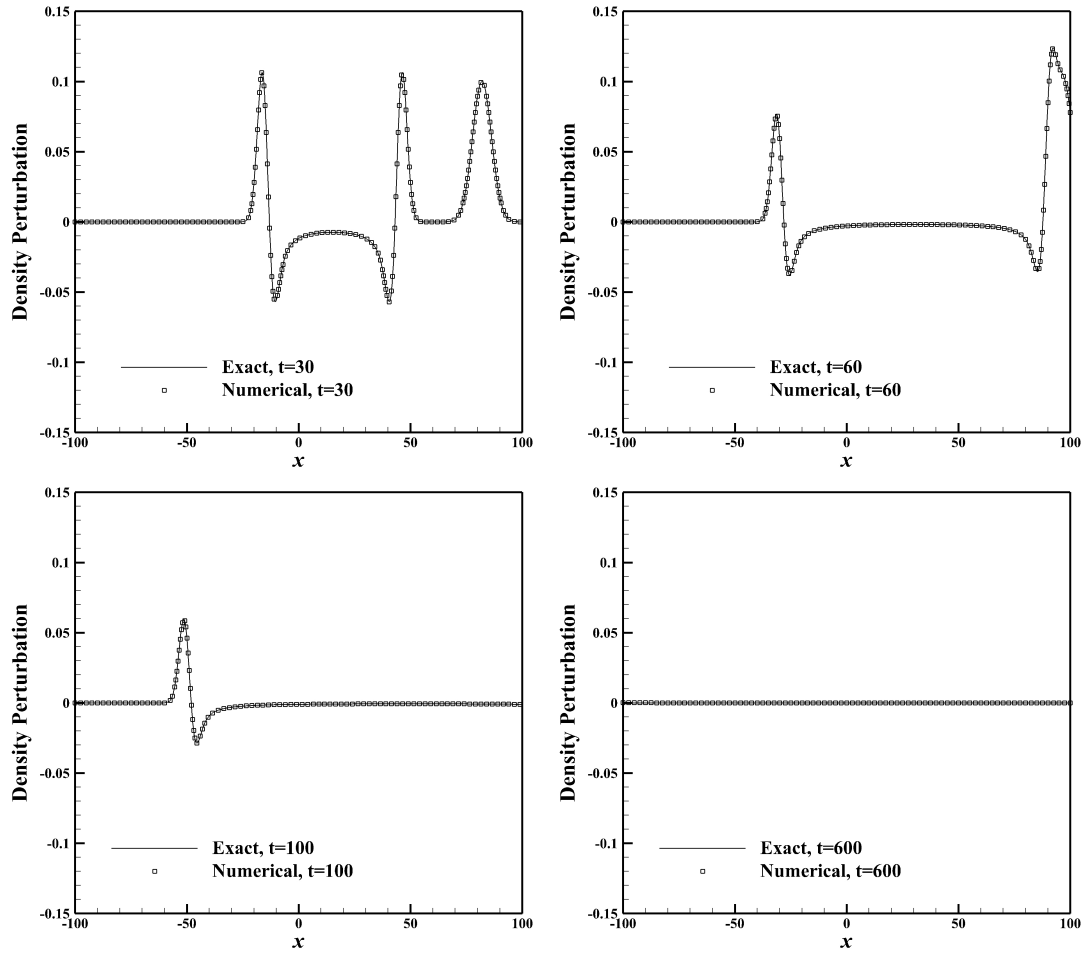 0.15
0.1
0.05
0
-0.05
-0.1
-0.15
Density Perturbation
Exact, t=30
Numerical, t=30
-100 -50 0 50 100
x
0.15
0.1
0.05
0
-0.05
-0.1
-0.15
Density Perturbation
Exact, t=60
Numerical, t=60
-100 -50 0 50 100
x
0.15
0.1
0.05
0
-0.05
-0.1
-0.15
Density Perturbation
Exact, t=100
Numerical, t=100
-100 -50 0 50 100
x
0.15
0.1
0.05
0
-0.05
-0.1
-0.15
Density Perturbation
Exact, t=600
Numerical, t=600
-100 -50 0 50 100
x